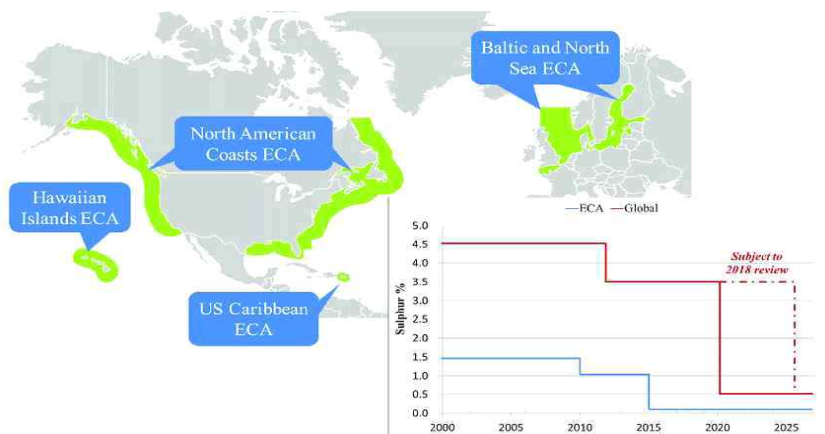 Baltic and North
Sea ECA
North American
Coasts ECA
Hawaiian
Islands ECA
US Caribbean
ECA
ECA
Global
Subject to
2018 review
Sulphur %
5.0
4.5
4.0
3.5
3.0
2.5
2.0
1.5
1.0
0.5
0.0
2000
2005
2010
2015
2020
2025